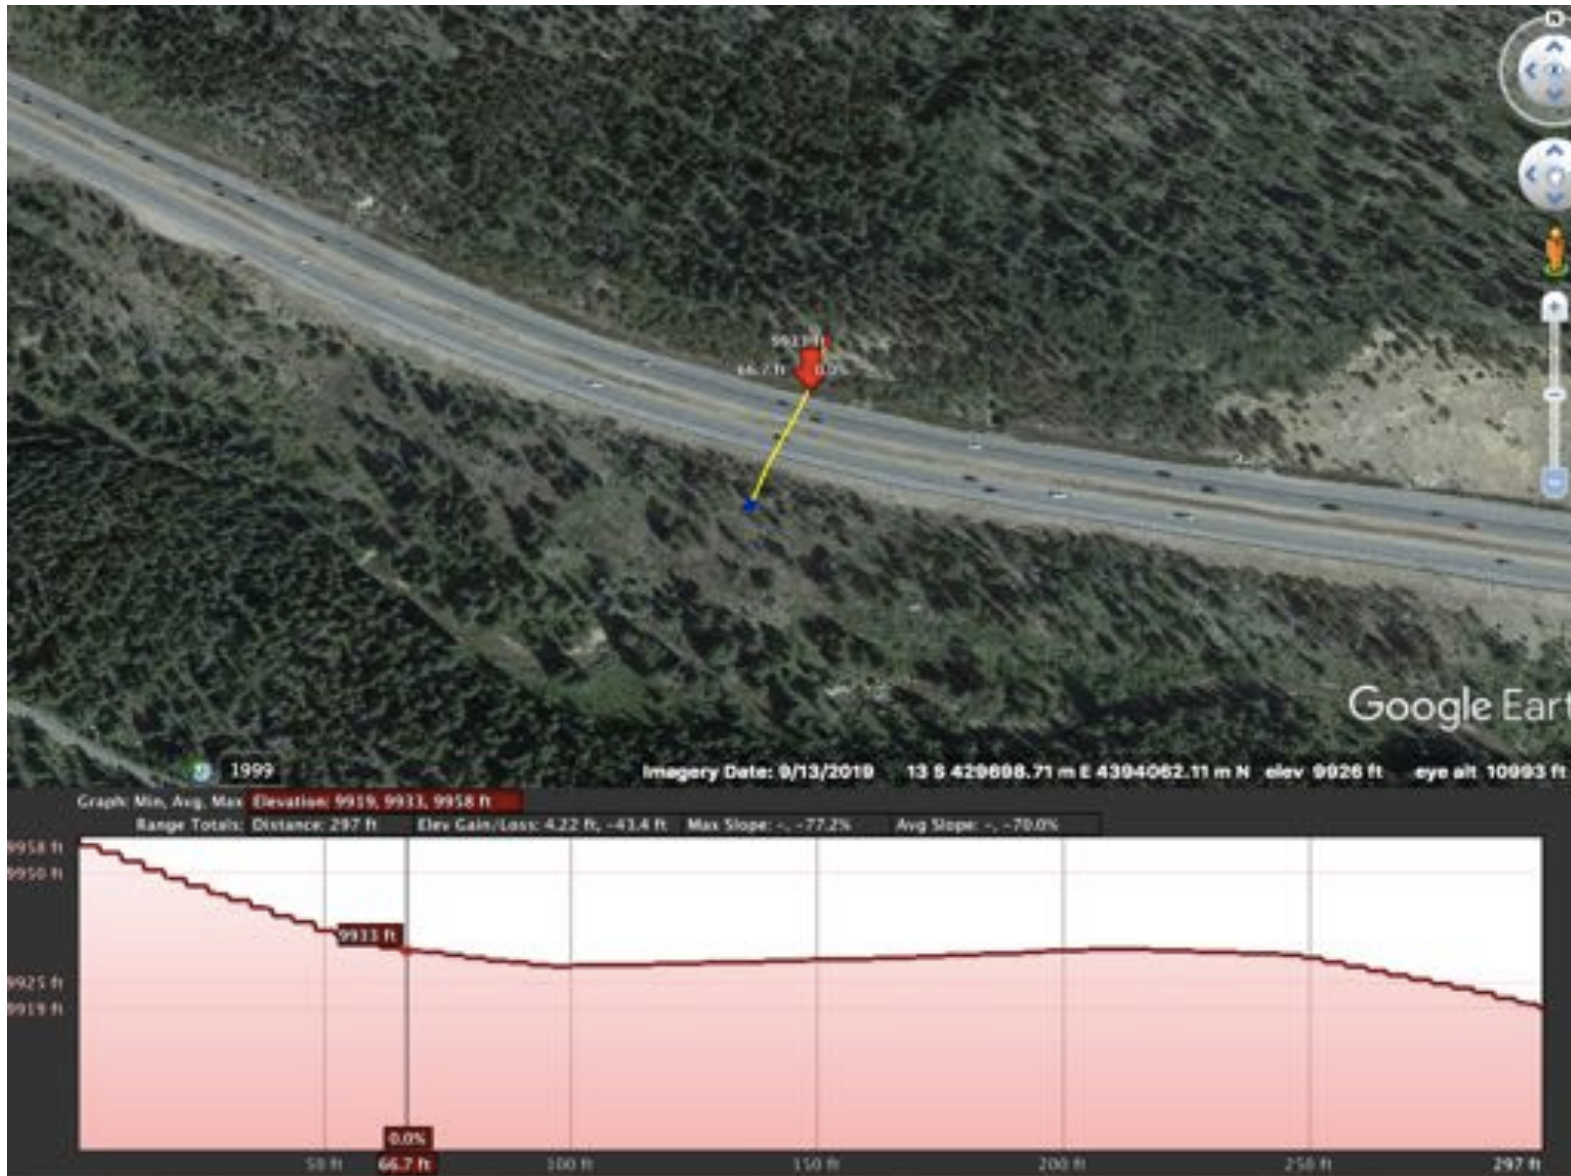 N
9933 ft
66.7 ft 0.0%
Google Eart
1999
Imagery Date: 9/13/2019 13 S 429698.71 m E 4394062.11 m N elev 9926 ft eye alt 10993 ft
Graph: Min, Avg, Max Elevation: 9919, 9933, 9958 ft
Range Totals: Distance: 297 ft Elev Gain/Loss: 4.22 ft, -43.4 ft Max Slope: -, -77.2% Avg Slope: -, -70.0%
9958 ft
9950 ft
9933 ft
9925 ft
9919 ft
0.0%
50 ft 66.7 ft 100 ft 150 ft 200 ft 250 ft 297 ft